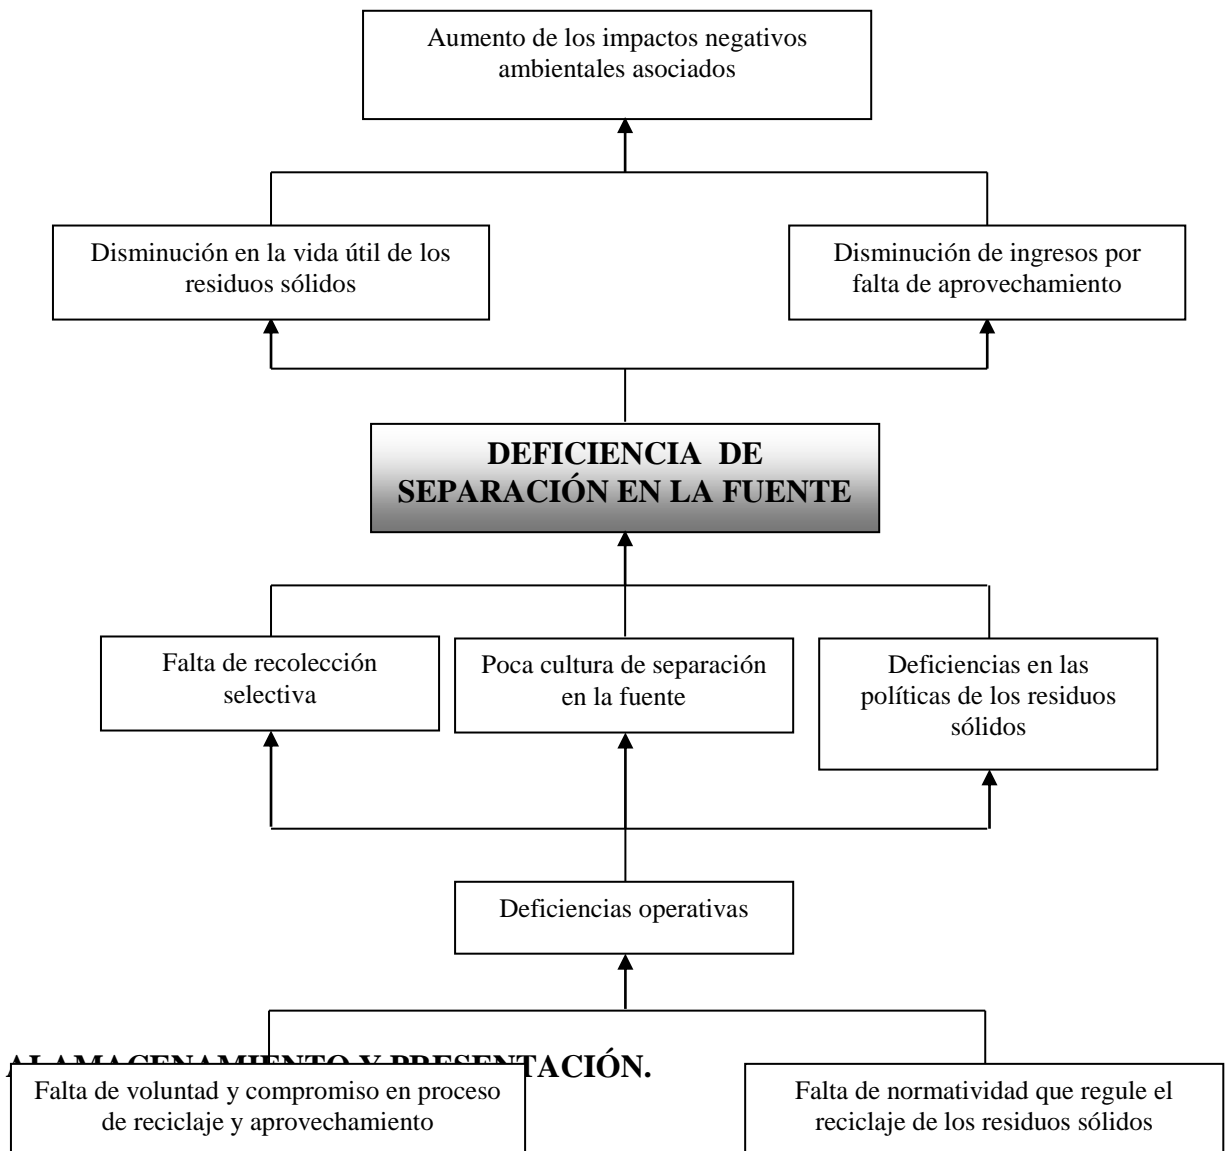 Aumento de los impactos negativos
ambientales asociados
Disminución en la vida útil de los
residuos sólidos
Disminución de ingresos por
falta de aprovechamiento
DEFICIENCIA DE
SEPARACIÓN EN LA FUENTE
Falta de recolección
selectiva
Poca cultura de separación
en la fuente
Deficiencias en las
políticas de los residuos
sólidos
Deficiencias operativas
ALAMACENAMIENTO Y PRESENTACIÓN.
Falta de voluntad y compromiso en proceso
de reciclaje y aprovechamiento
Falta de normatividad que regule el
reciclaje de los residuos sólidos